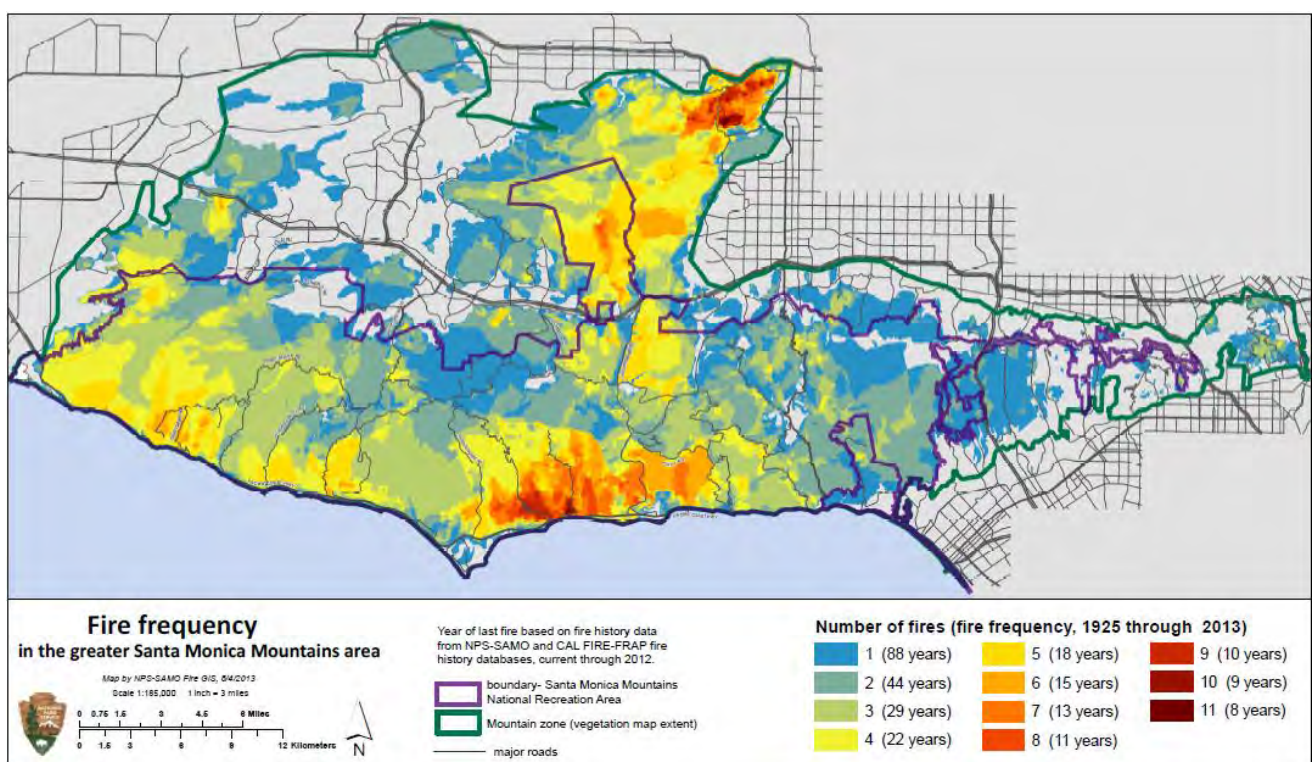 Fire frequency
in the greater Santa Monica Mountains area
Map by NPS-SAMO Fire GIS, 6/4/2013
Scale 1:185,000 1 inch = 3 miles
0 0.75 1.5 3 4.5 6 Miles
0 1.5 3 6 9 12 Kilometers
N
Year of last fire based on fire history data
from NPS-SAMO and CAL FIRE-FRAP fire
history databases, current through 2012.
boundary- Santa Monica Mountains
National Recreation Area
Mountain zone (vegetation map extent)
major roads
Number of fires (fire frequency, 1925 through 2013)
1 (88 years)
2 (44 years)
3 (29 years)
4 (22 years)
5 (18 years)
6 (15 years)
7 (13 years)
8 (11 years)
9 (10 years)
10 (9 years)
11 (8 years)